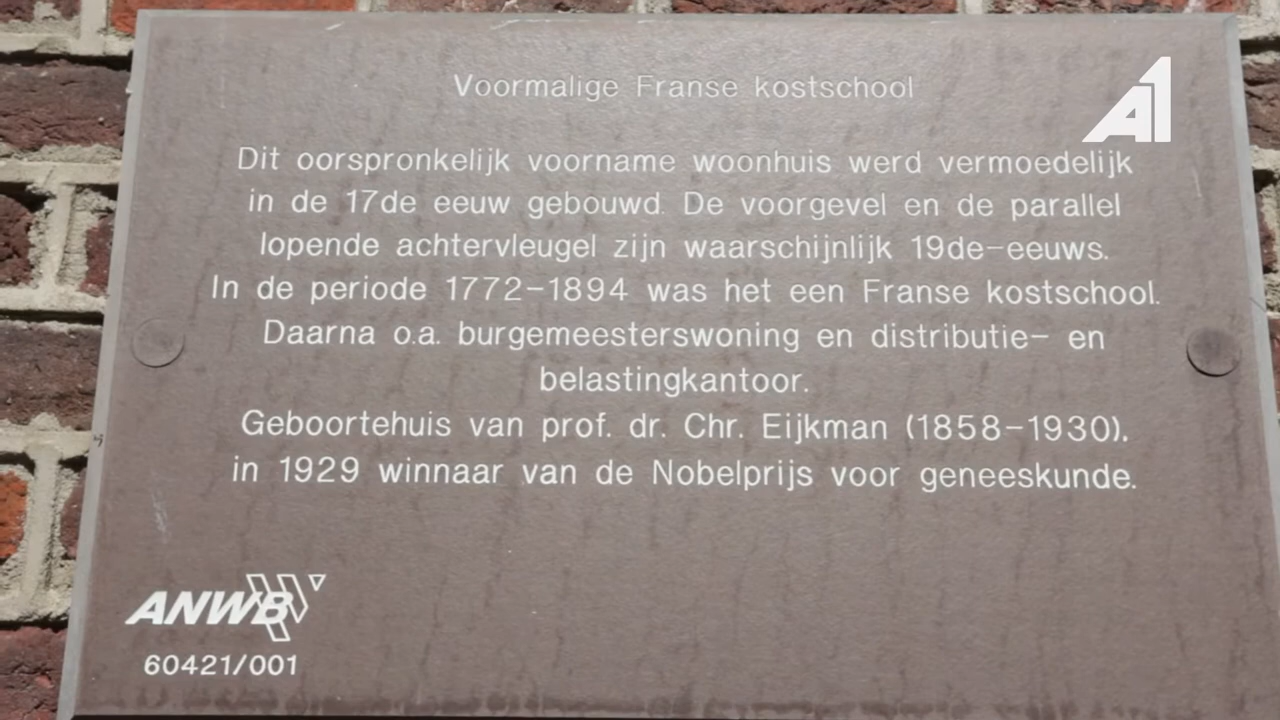 Voormalige Franse kostschool
A1
Dit oorspronkelijk voorname woonhuis werd vermoedelijk
in de 17de eeuw gebouwd. De voorgevel en de parallel
lopende achtervleugel zijn waarschijnlijk 19de-eeuws.
In de periode 1772-1894 was het een Franse kostschool.
Daarna o.a. burgemeesterswoning en distributie- en
belastingkantoor.
Geboortehuis van prof. dr. Chr. Eijkman (1858-1930),
in 1929 winnaar van de Nobelprijs voor geneeskunde.
ANWB
60421/001